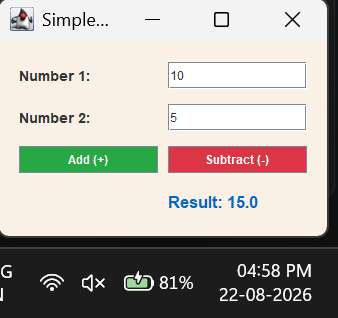 Simple...
Number 1:
10
Number 2:
5
Add (+)
Subtract (-)
Result: 15.0
G
81%
04:58 PM
22-08-2026